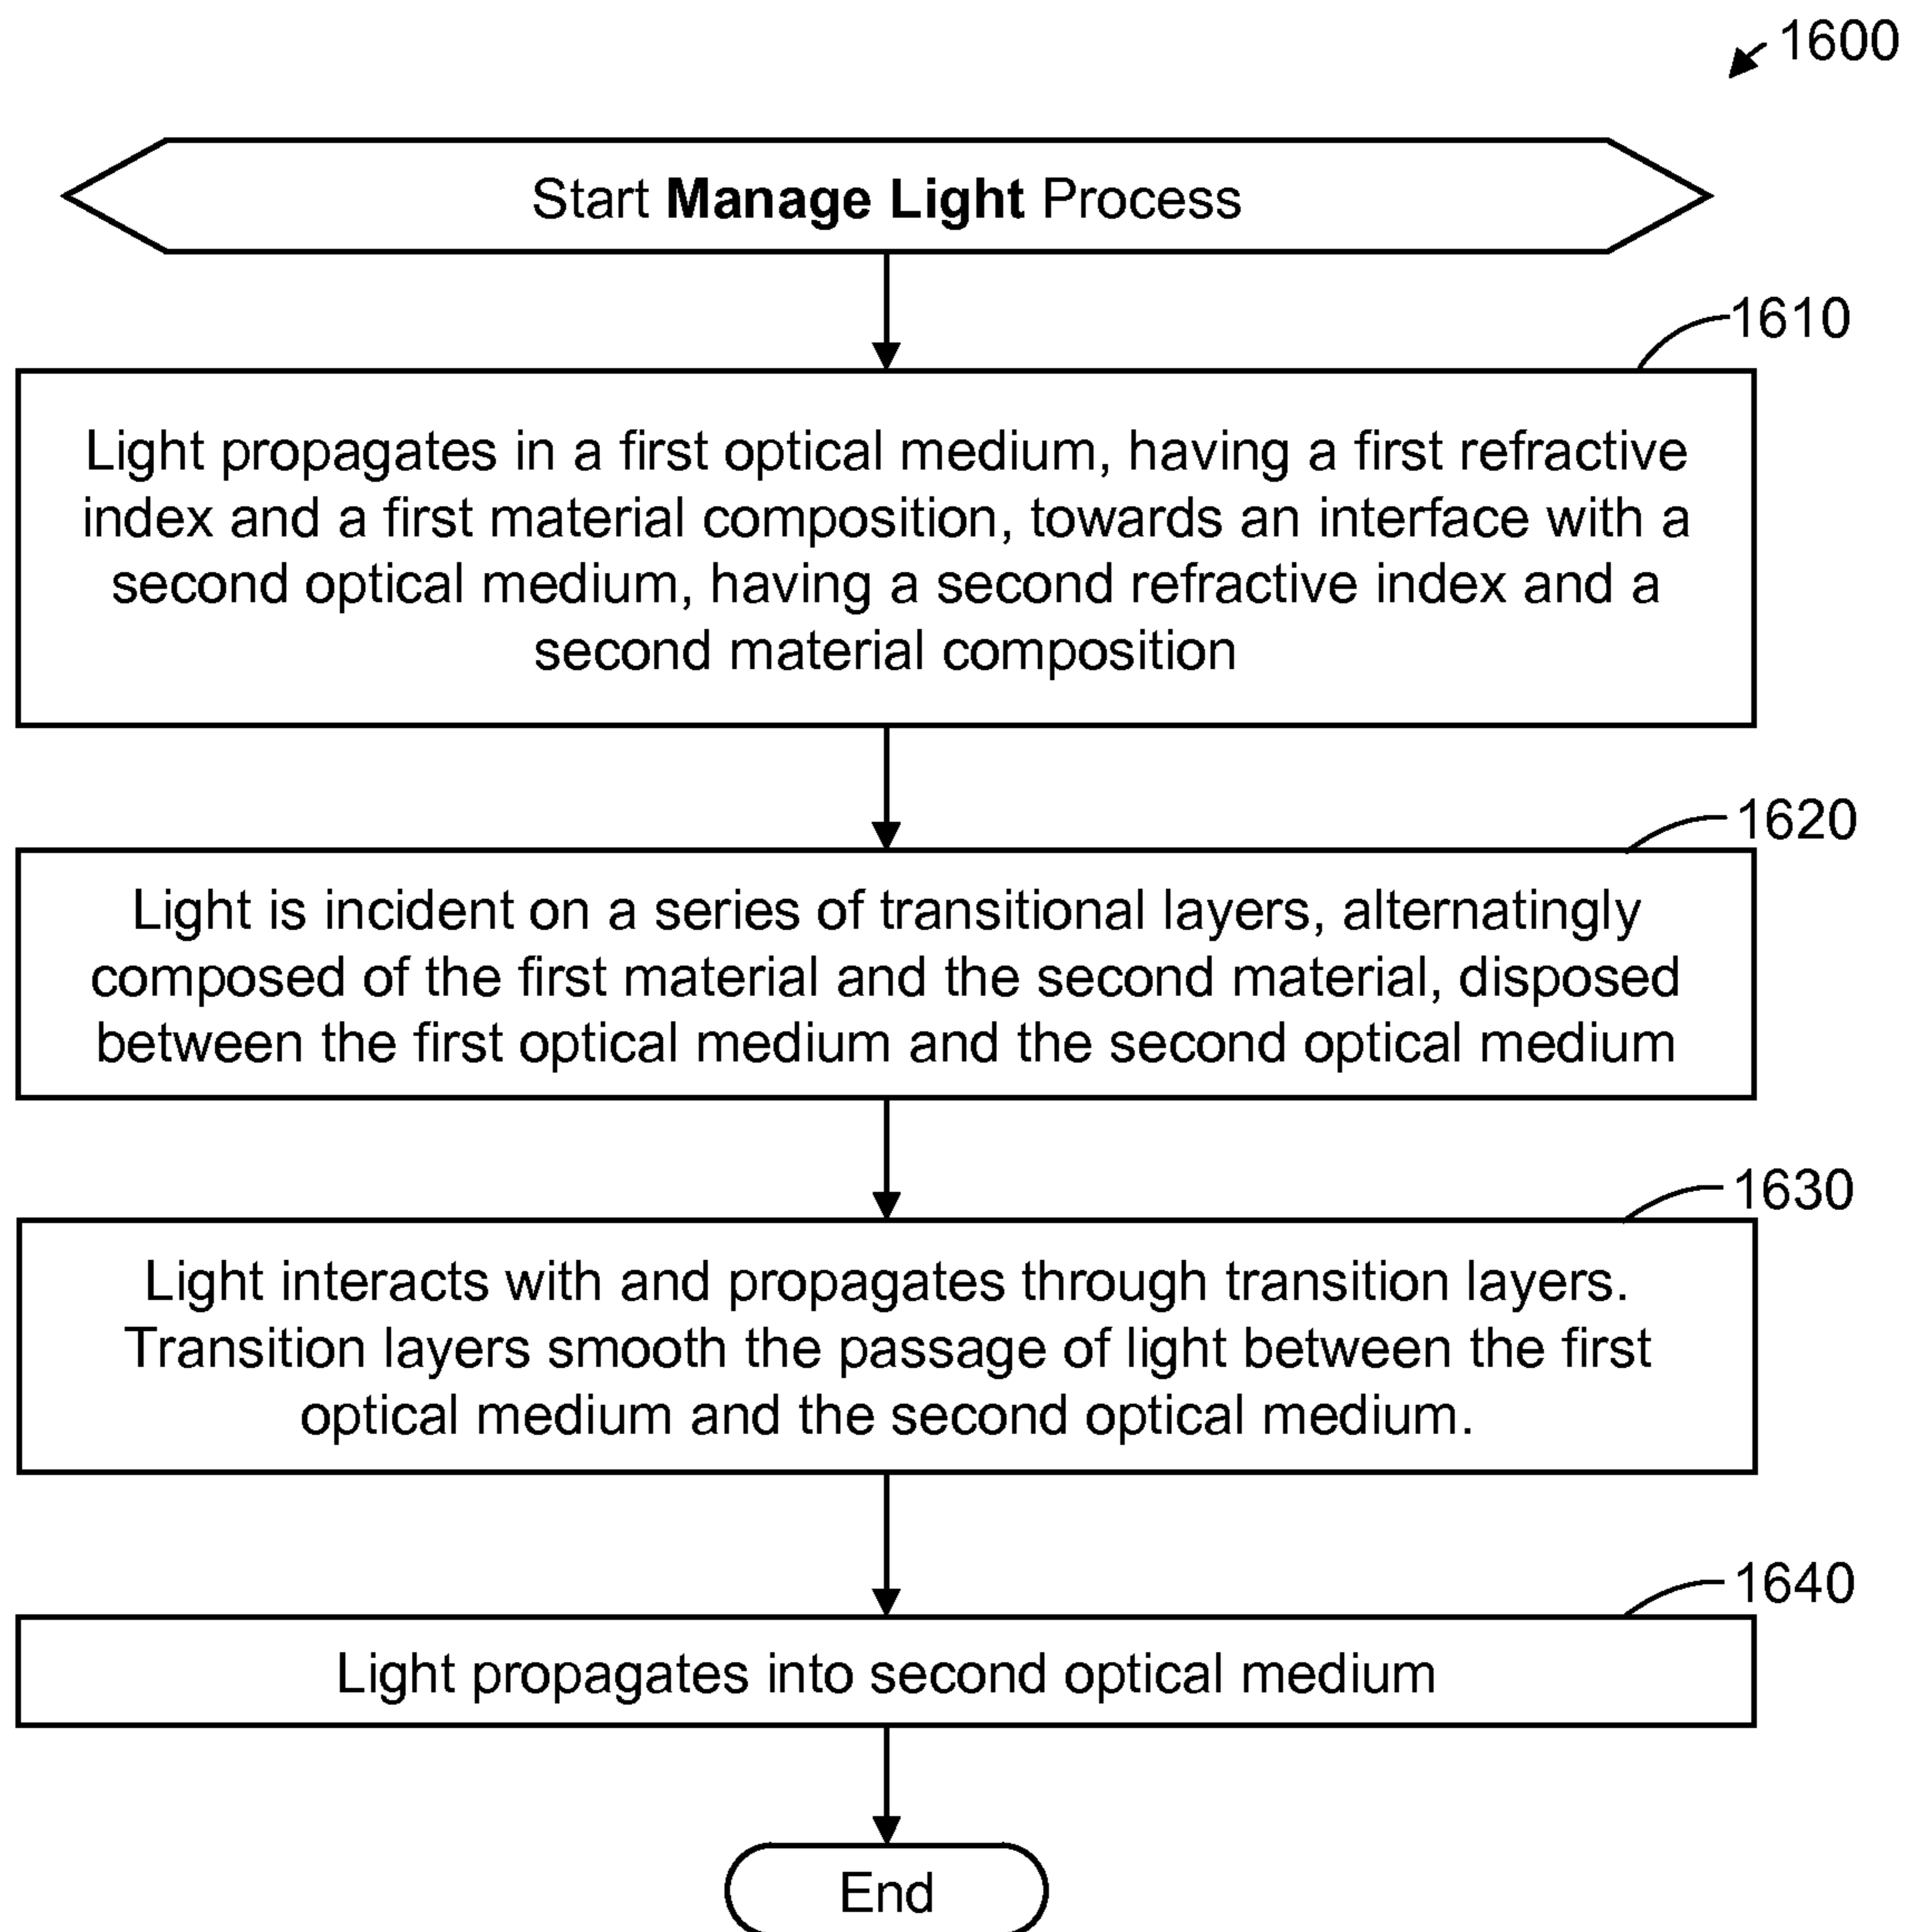 1600
Start Manage Light Process
1610
Light propagates in a first optical medium, having a first refractive
index and a first material composition, towards an interface with a
second optical medium, having a second refractive index and a
second material composition
1620
Light is incident on a series of transitional layers, alternatingly
composed of the first material and the second material, disposed
between the first optical medium and the second optical medium
1630
Light interacts with and propagates through transition layers.
Transition layers smooth the passage of light between the first
optical medium and the second optical medium.
1640
Light propagates into second optical medium
End